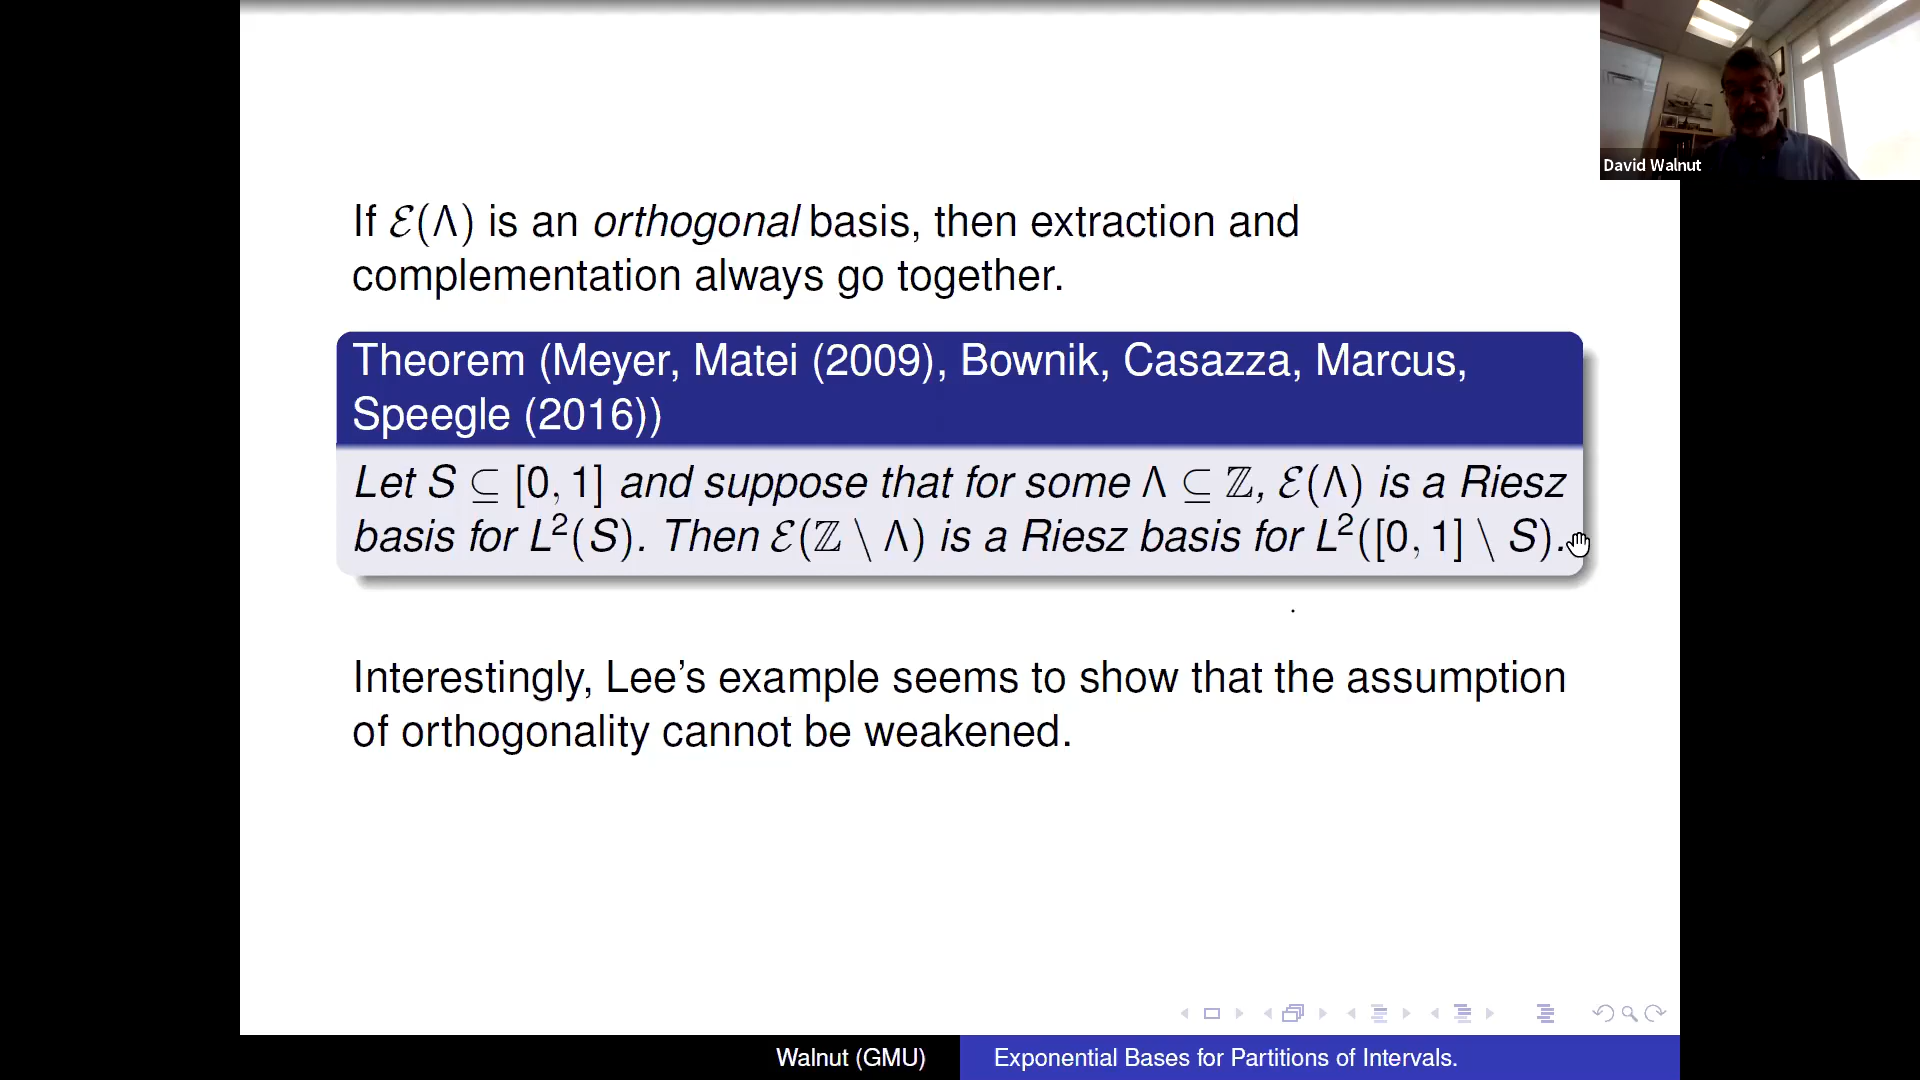 David Walnut
If ℰ(Λ) is an orthogonal basis, then extraction and
complementation always go together.
Theorem (Meyer, Matei (2009), Bownik, Casazza, Marcus,
Speegle (2016))
Let S ⊆ [0, 1] and suppose that for some Λ ⊆ ℤ, ℰ(Λ) is a Riesz
basis for L²(S). Then ℰ(ℤ \ Λ) is a Riesz basis for L²([0, 1] \ S).
Interestingly, Lee's example seems to show that the assumption
of orthogonality cannot be weakened.
Walnut (GMU)
Exponential Bases for Partitions of Intervals.